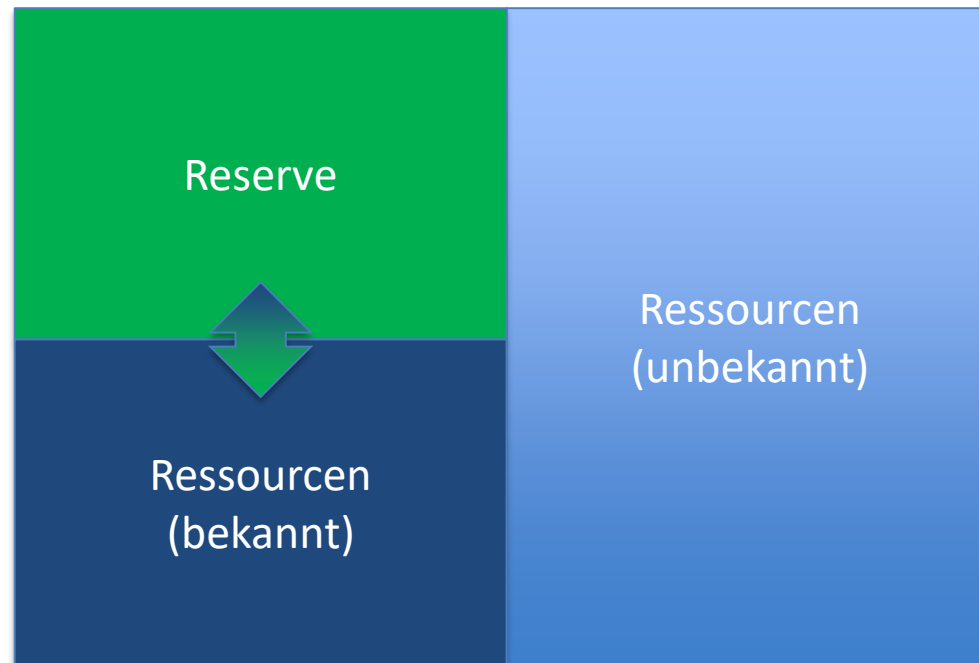 Reserve
Ressourcen
(bekannt)
Ressourcen
(unbekannt)